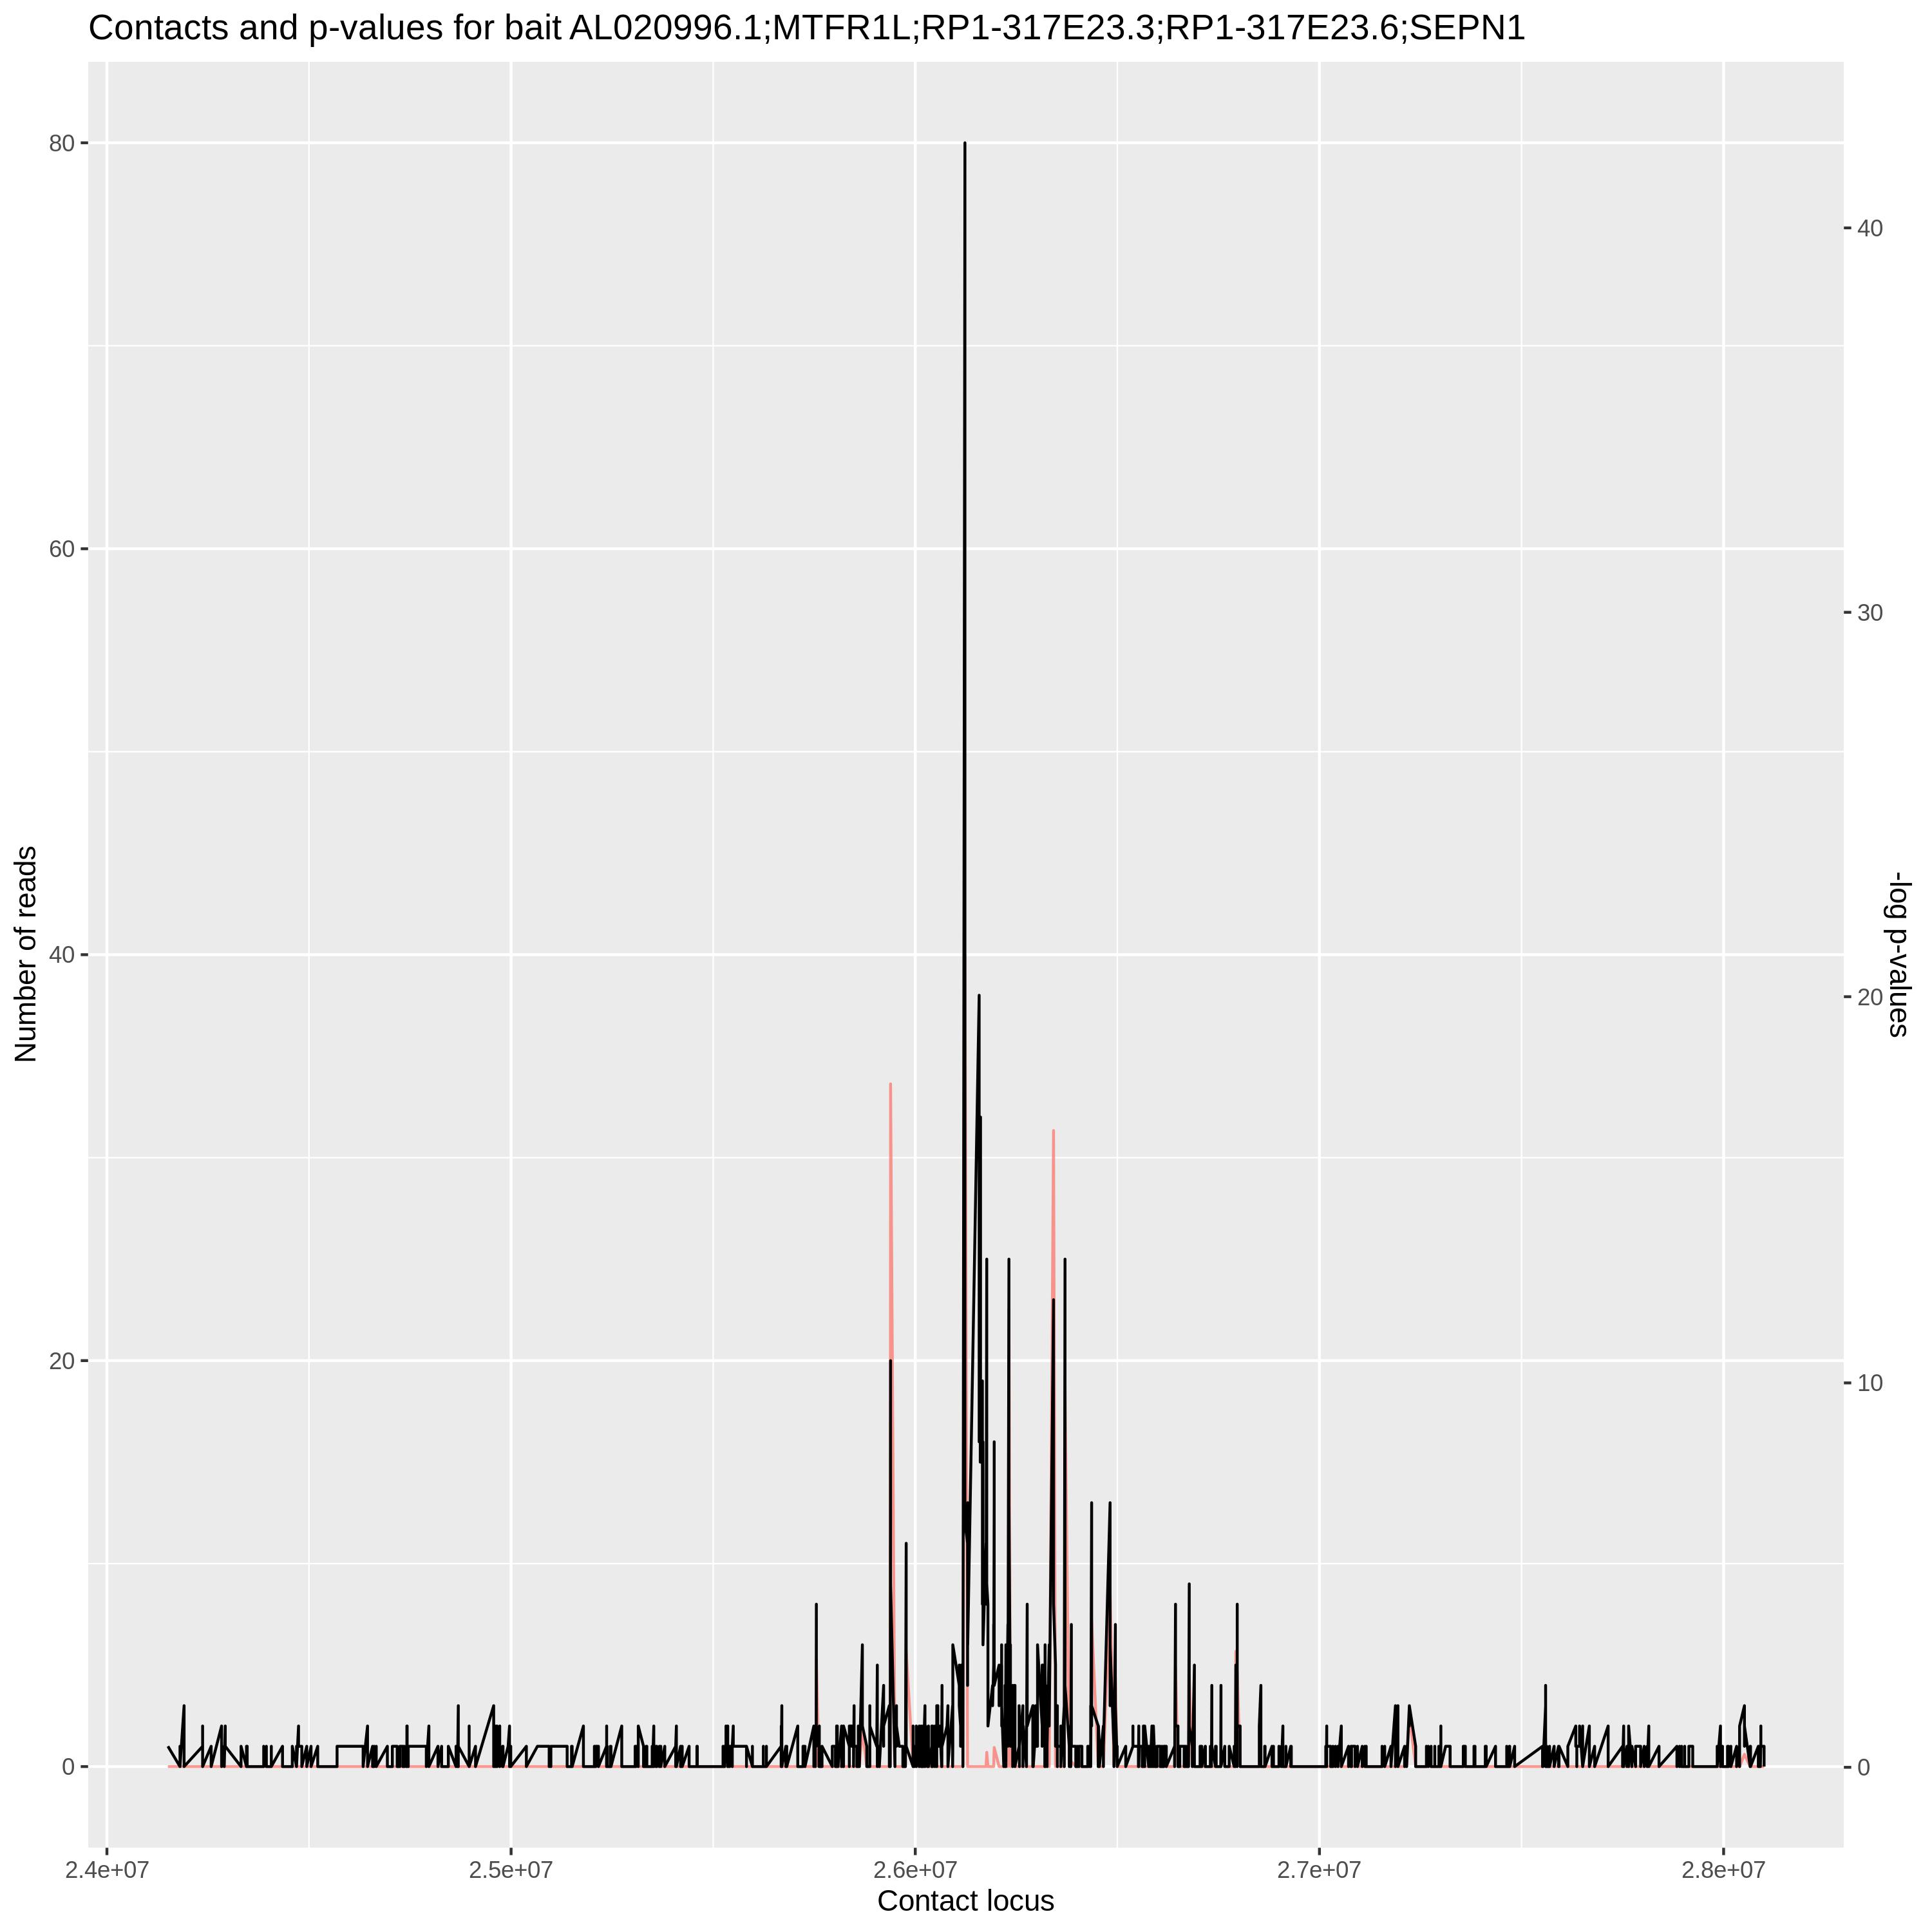 Contacts and p-values for bait AL020996.1;MTFR1L;RP1-317E23.3;RP1-317E23.6;SEPN1
80
60
40
20
0
Number of reads
40
30
20
10
0
-log p-values
2.4e+07 2.5e+07 2.6e+07 2.7e+07 2.8e+07
Contact locus